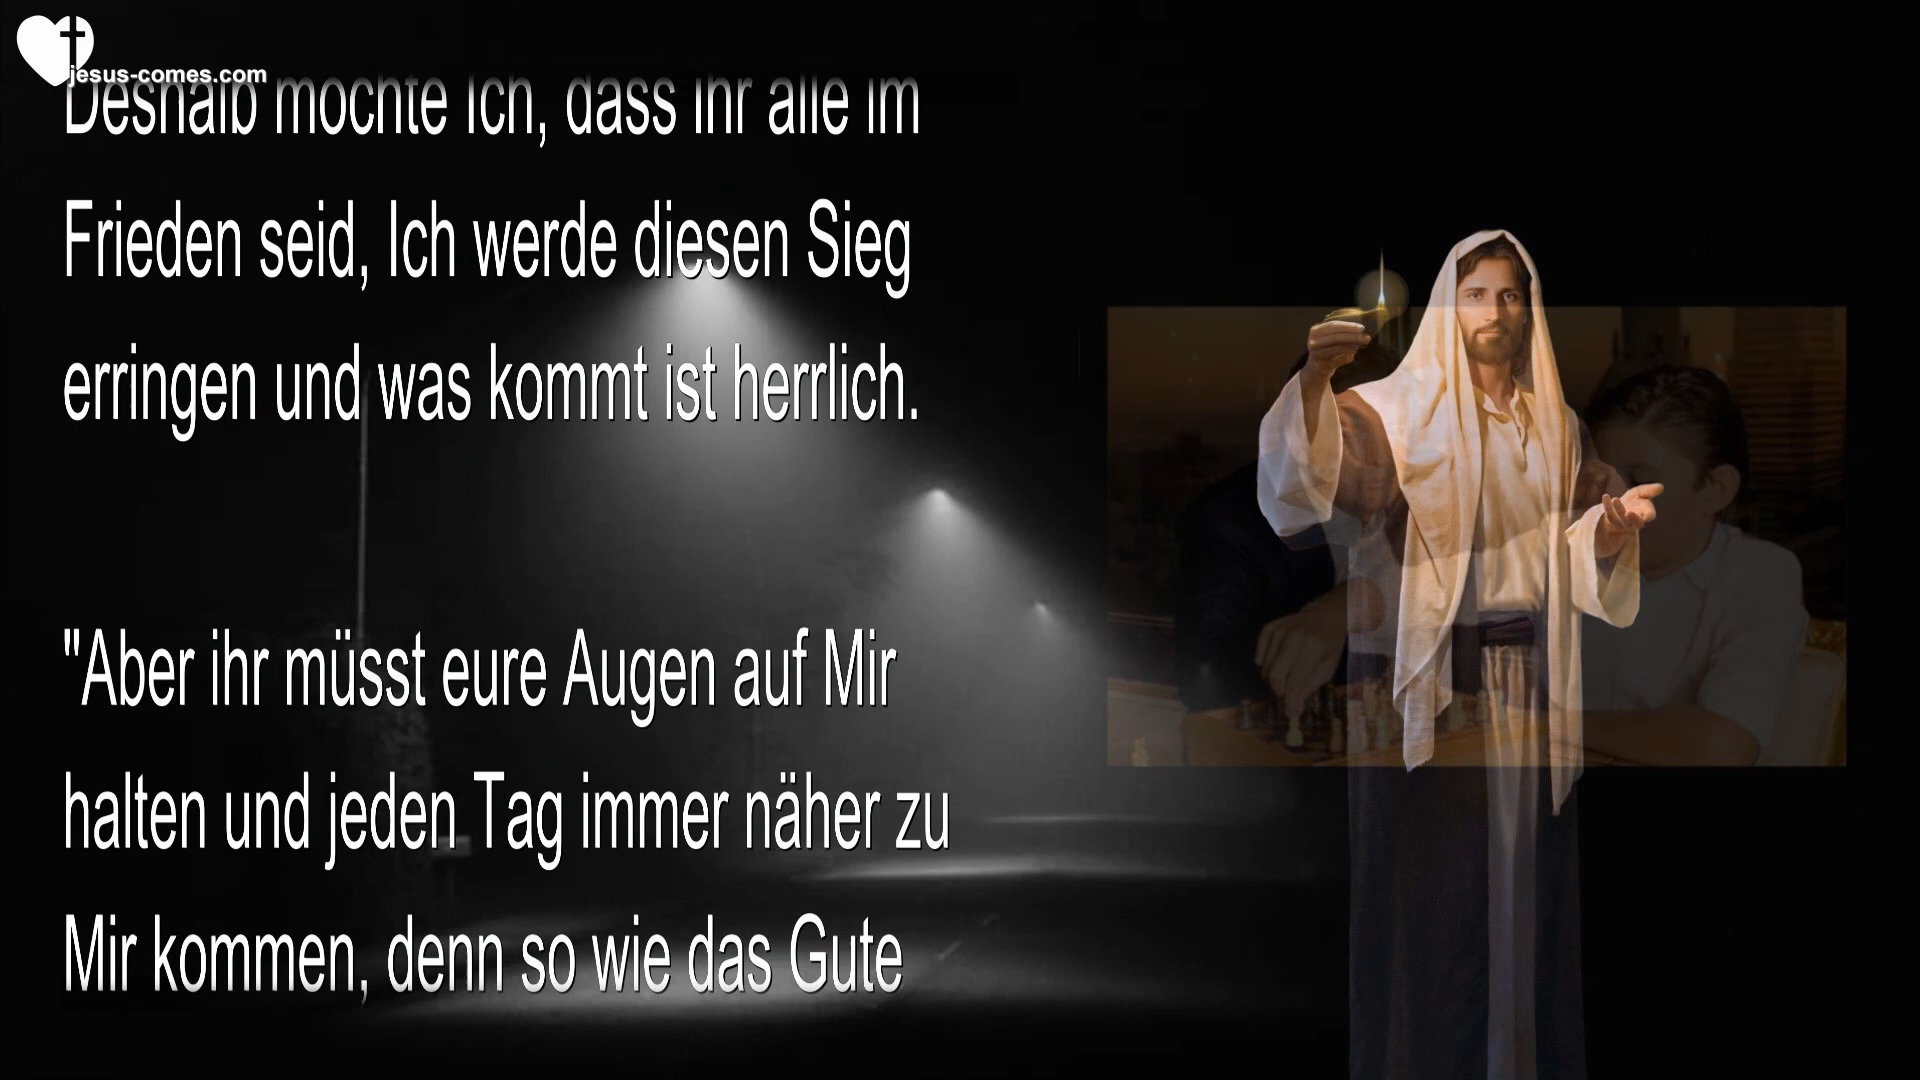 jesus-comes.com
Deshalb möchte Ich, dass ihr alle im
Frieden seid, Ich werde diesen Sieg
erringen und was kommt ist herrlich.
"Aber ihr müsst eure Augen auf Mir
halten und jeden Tag immer näher zu
Mir kommen, denn so wie das Gute